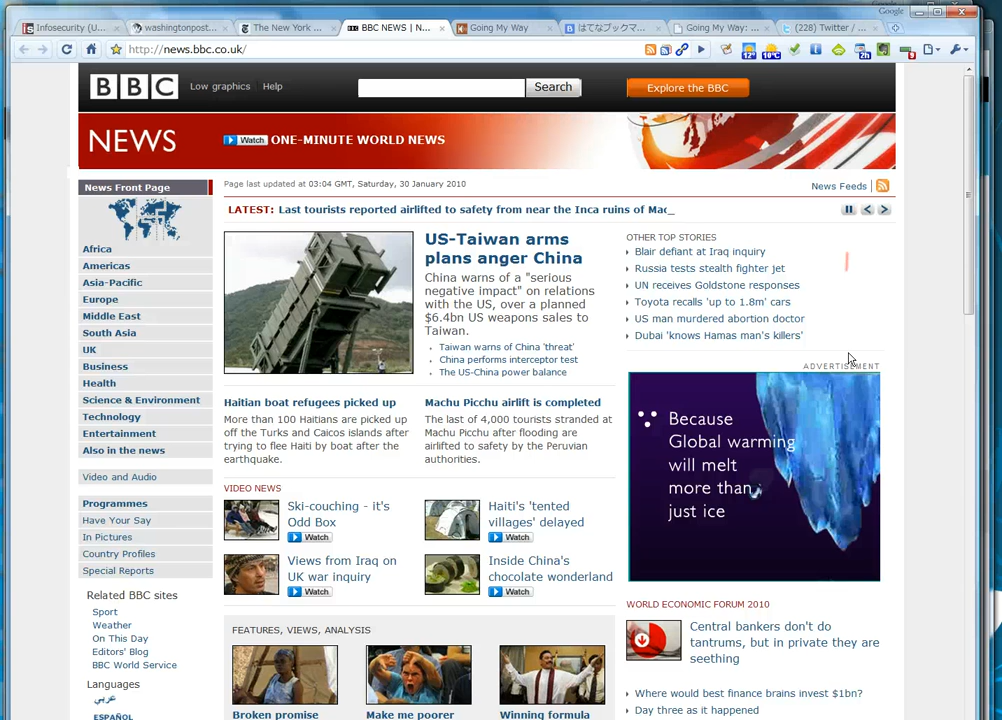 Google
Infosecurity (U...
washingtonpost...
The New York ...
BBC NEWS | N...
Going My Way
はてなブックマ...
Going My Way: ...
(228) Twitter / ...
http://news.bbc.co.uk/
BBC
Low graphics
Help
Search
Explore the BBC
NEWS
Watch ONE-MINUTE WORLD NEWS
News Front Page
Africa
Americas
Asia-Pacific
Europe
Middle East
South Asia
UK
Business
Health
Science & Environment
Technology
Entertainment
Also in the news
Video and Audio
Programmes
Have Your Say
In Pictures
Country Profiles
Special Reports
Related BBC sites
Sport
Weather
On This Day
Editors' Blog
BBC World Service
Languages
عربي
ESPAÑOL
Page last updated at 03:04 GMT, Saturday, 30 January 2010
News Feeds
LATEST: Last tourists reported airlifted to safety from near the Inca ruins of Mac_
US-Taiwan arms
plans anger China
China warns of a "serious
negative impact" on relations
with the US, over a planned
$6.4bn US weapons sales to
Taiwan.
Taiwan warns of China 'threat'
China performs interceptor test
The US-China power balance
Haitian boat refugees picked up
More than 100 Haitians are picked up
off the Turks and Caicos islands after
trying to flee Haiti by boat after the
earthquake.
Machu Picchu airlift is completed
The last of 4,000 tourists stranded at
Machu Picchu after flooding are
airlifted to safety by the Peruvian
authorities.
VIDEO NEWS
Ski-couching - it's
Odd Box
Watch
Haiti's 'tented
villages' delayed
Watch
Views from Iraq on
UK war inquiry
Watch
Inside China's
chocolate wonderland
Watch
FEATURES, VIEWS, ANALYSIS
Broken promise
Make me poorer
Winning formula
OTHER TOP STORIES
Blair defiant at Iraq inquiry
Russia tests stealth fighter jet
UN receives Goldstone responses
Toyota recalls 'up to 1.8m' cars
US man murdered abortion doctor
Dubai 'knows Hamas man's killers'
ADVERTISEMENT
Because
Global warming
will melt
more than
just ice
WORLD ECONOMIC FORUM 2010
Central bankers don't do
tantrums, but in private they are
seething
Where would best finance brains invest $1bn?
Day three as it happened